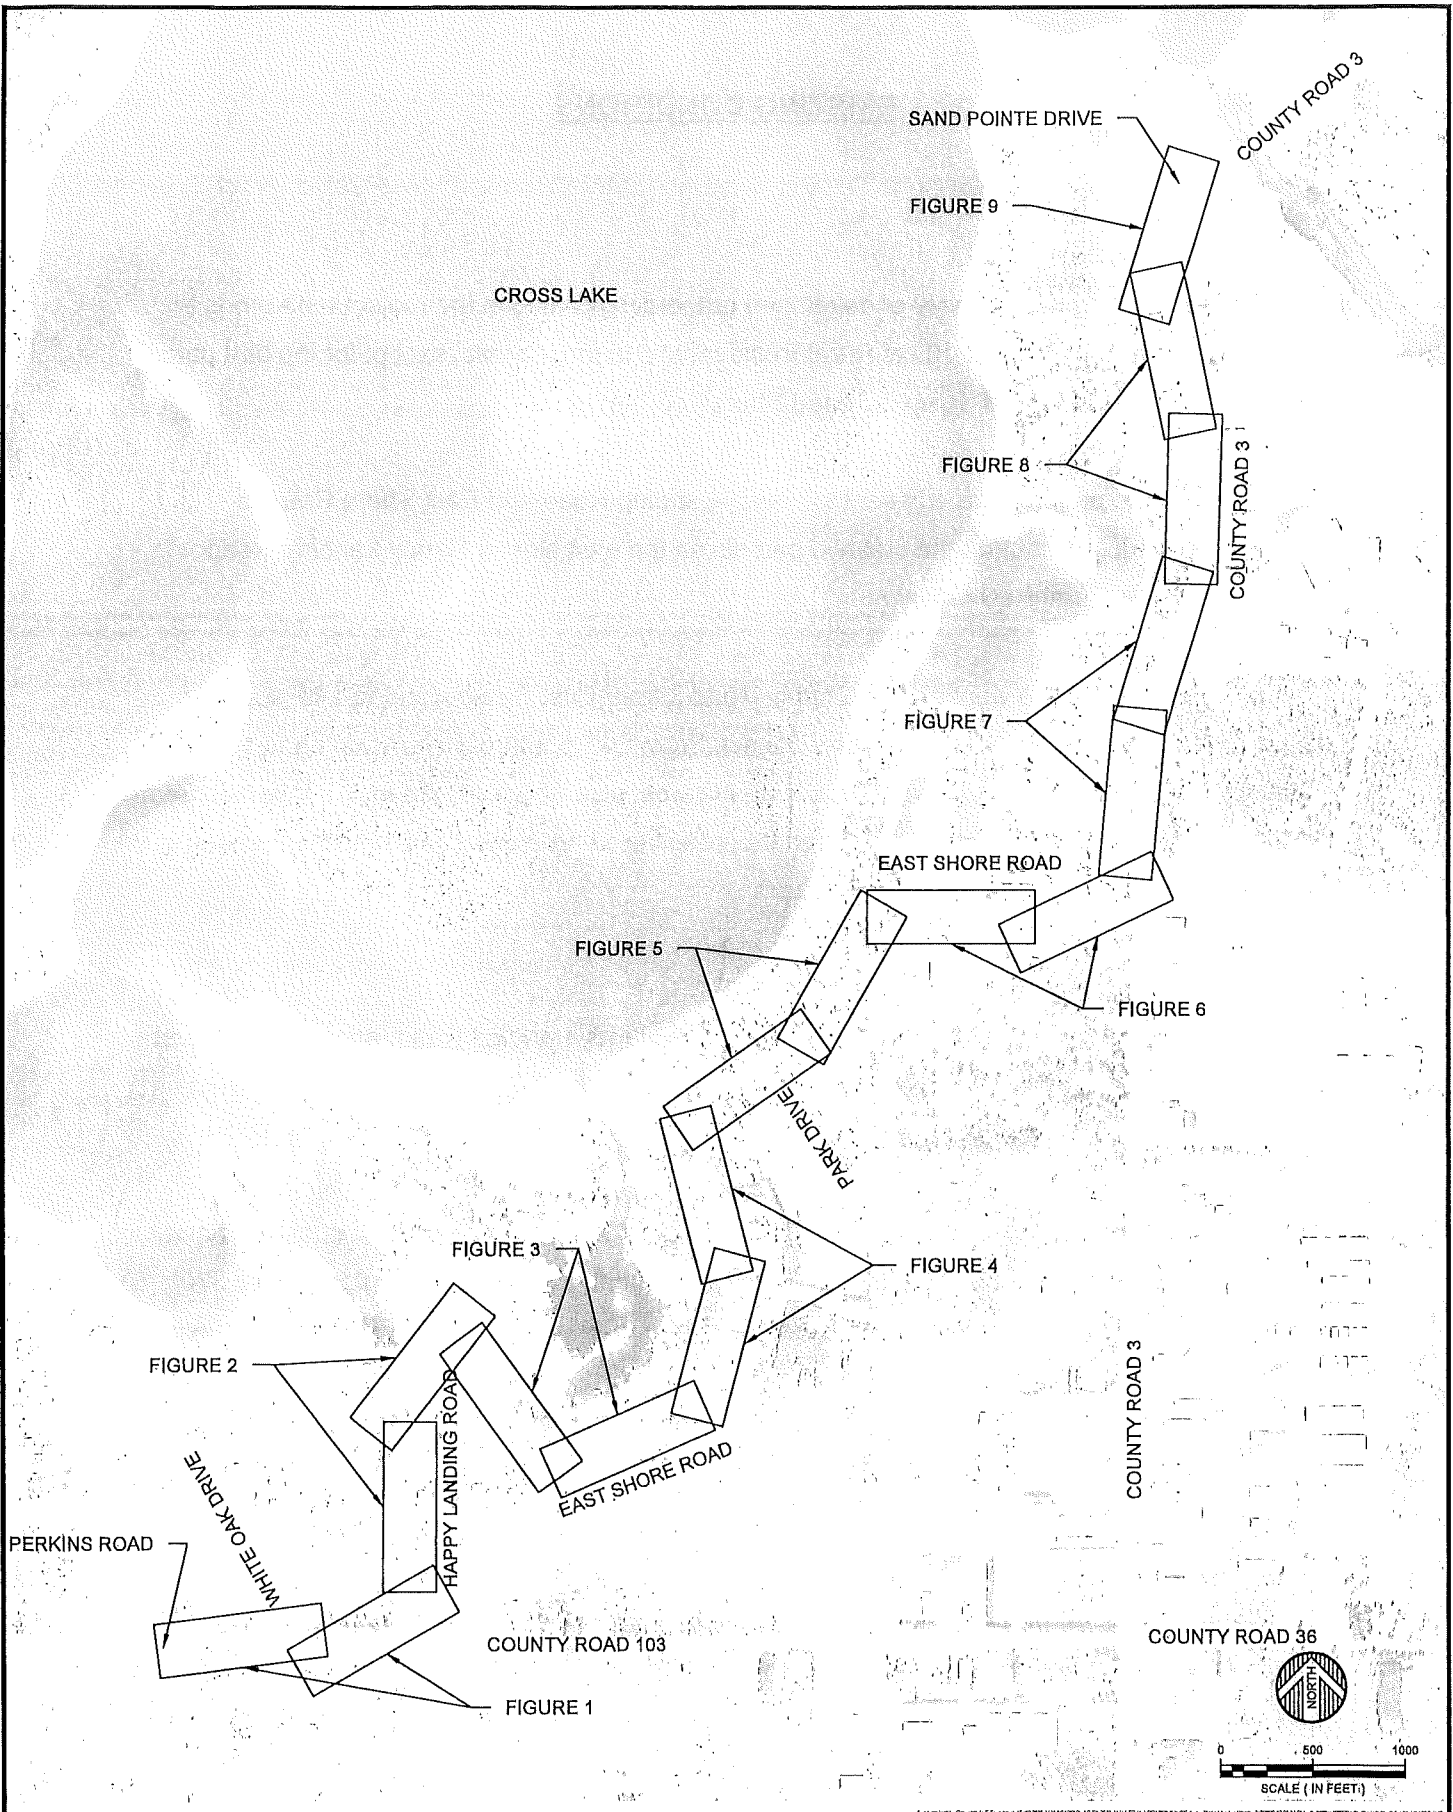 COUNTY ROAD 3
SAND POINTE DRIVE
FIGURE 9
CROSS LAKE
FIGURE 8
COUNTY ROAD 3
FIGURE 7
EAST SHORE ROAD
FIGURE 5
FIGURE 6
PARK DRIVE
FIGURE 3
FIGURE 4
FIGURE 2
HAPPY LANDING ROAD
COUNTY ROAD 3
EAST SHORE ROAD
WHITE OAK DRIVE
PERKINS ROAD
COUNTY ROAD 103
COUNTY ROAD 36
NORTH
FIGURE 1
0 500 1000
SCALE ( IN FEET )